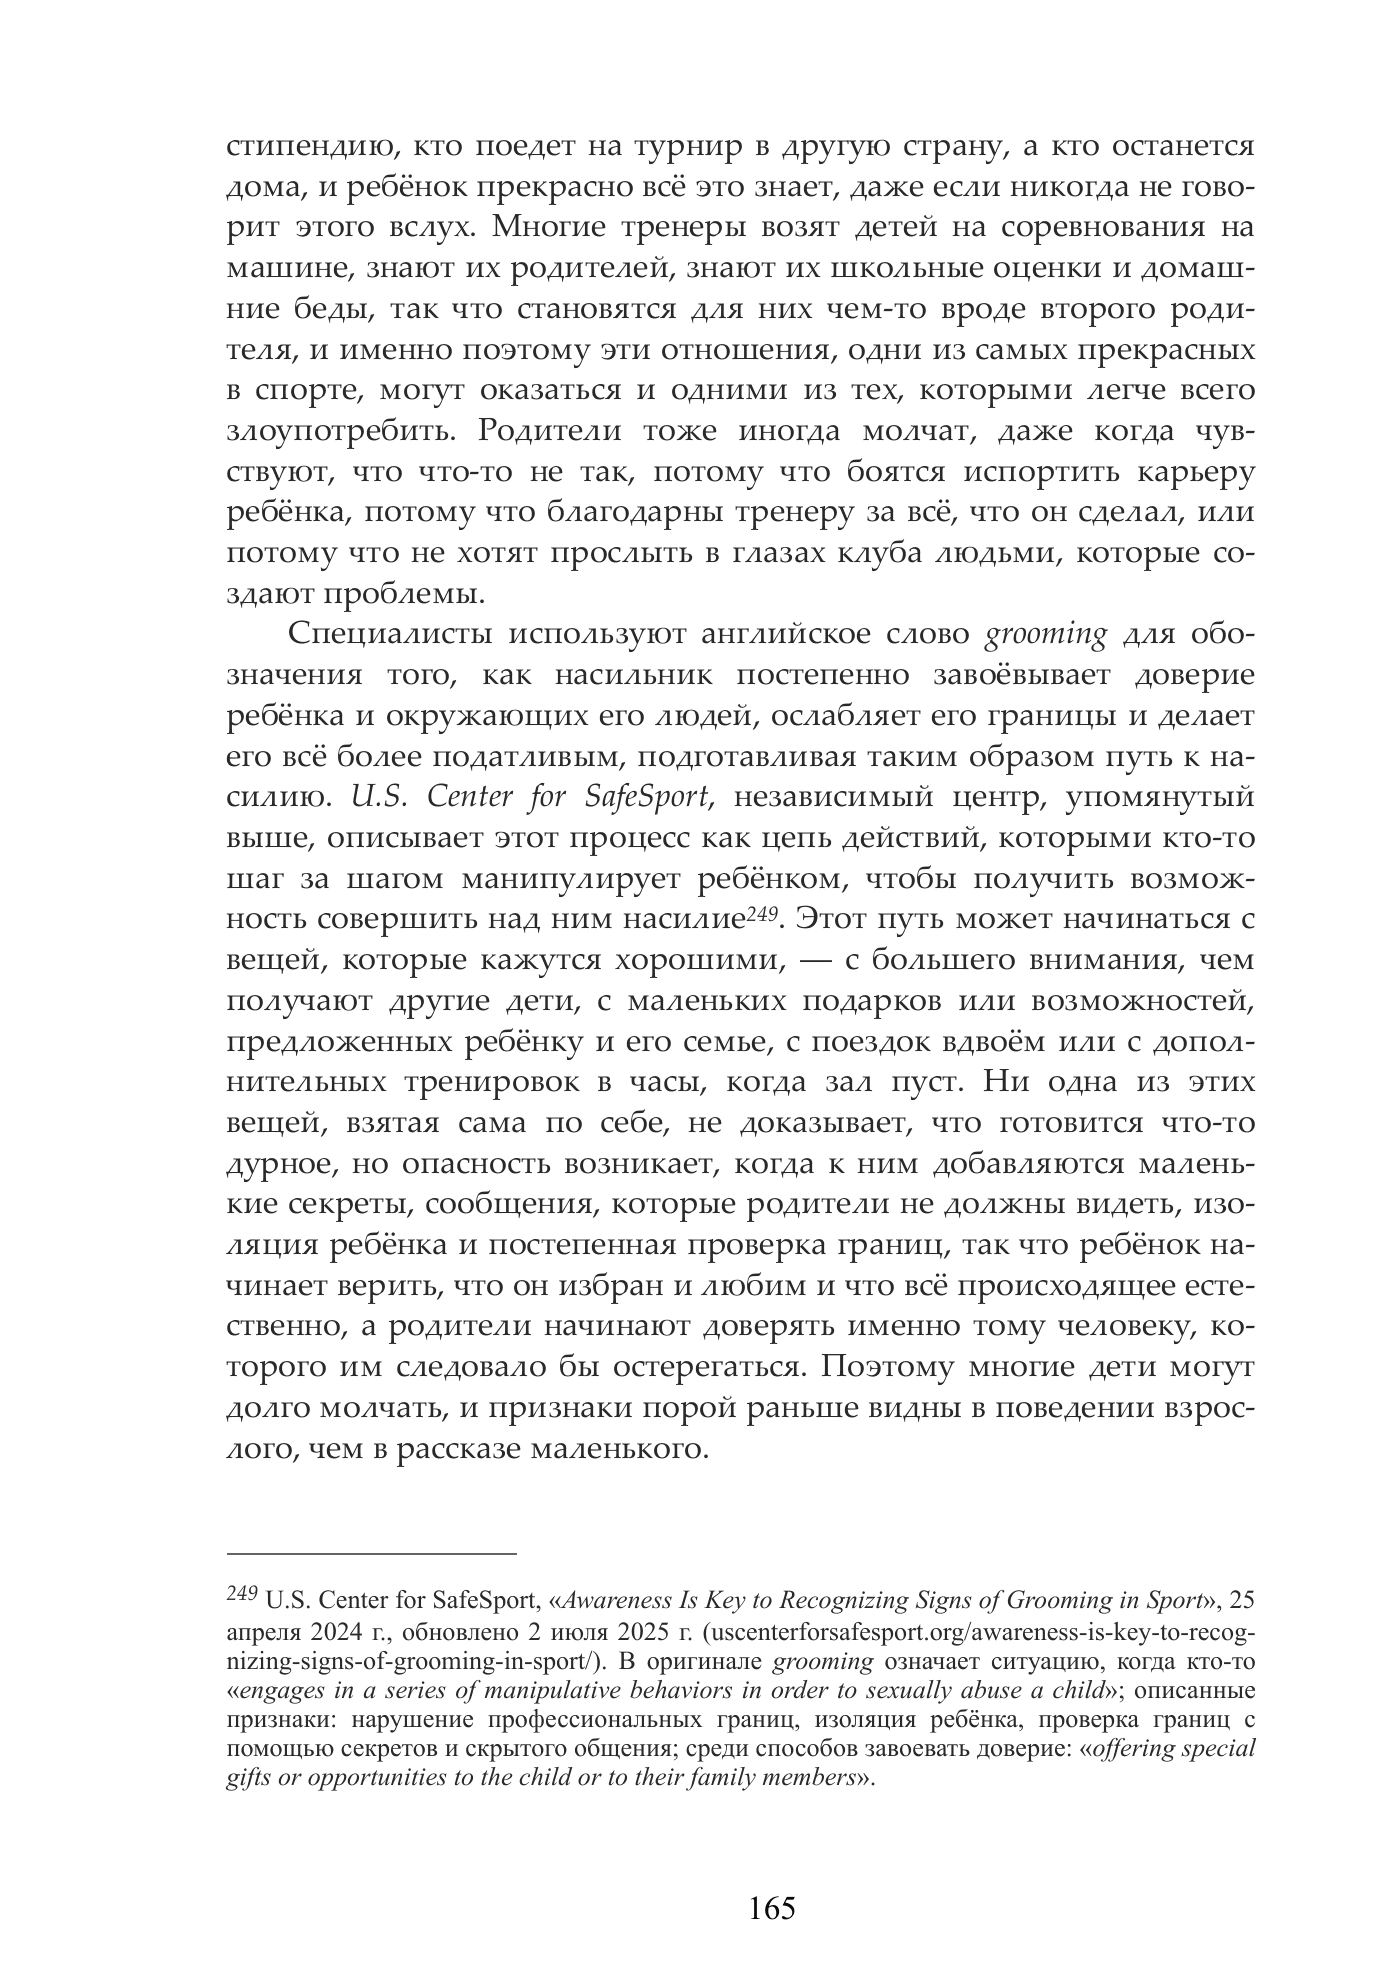 стипендию, кто поедет на турнир в другую страну, а кто останется
дома, и ребёнок прекрасно всё это знает, даже если никогда не гово-
рит этого вслух. Многие тренеры возят детей на соревнования на
машине, знают их родителей, знают их школьные оценки и домаш-
ние беды, так что становятся для них чем-то вроде второго роди-
теля, и именно поэтому эти отношения, одни из самых прекрасных
в спорте, могут оказаться и одними из тех, которыми легче всего
злоупотребить. Родители тоже иногда молчат, даже когда чув-
ствуют, что что-то не так, потому что боятся испортить карьеру
ребёнка, потому что благодарны тренеру за всё, что он сделал, или
потому что не хотят прослыть в глазах клуба людьми, которые со-
здают проблемы.
Специалисты используют английское слово grooming для обо-
значения того, как насильник постепенно завоёвывает доверие
ребёнка и окружающих его людей, ослабляет его границы и делает
его всё более податливым, подготавливая таким образом путь к на-
силию. U.S. Center for SafeSport, независимый центр, упомянутый
выше, описывает этот процесс как цепь действий, которыми кто-то
шаг за шагом манипулирует ребёнком, чтобы получить возмож-
ность совершить над ним насилие249. Этот путь может начинаться с
вещей, которые кажутся хорошими, — с большего внимания, чем
получают другие дети, с маленьких подарков или возможностей,
предложенных ребёнку и его семье, с поездок вдвоём или с допол-
нительных тренировок в часы, когда зал пуст. Ни одна из этих
вещей, взятая сама по себе, не доказывает, что готовится что-то
дурное, но опасность возникает, когда к ним добавляются малень-
кие секреты, сообщения, которые родители не должны видеть, изо-
ляция ребёнка и постепенная проверка границ, так что ребёнок на-
чинает верить, что он избран и любим и что всё происходящее есте-
ственно, а родители начинают доверять именно тому человеку, ко-
торого им следовало бы остерегаться. Поэтому многие дети могут
долго молчать, и признаки порой раньше видны в поведении взрос-
лого, чем в рассказе маленького.
249 U.S. Center for SafeSport, «Awareness Is Key to Recognizing Signs of Grooming in Sport», 25
апреля 2024 г., обновлено 2 июля 2025 г. (uscenterforsafesport.org/awareness-is-key-to-recog-
nizing-signs-of-grooming-in-sport/). В оригинале grooming означает ситуацию, когда кто-то
«engages in a series of manipulative behaviors in order to sexually abuse a child»; описанные
признаки: нарушение профессиональных границ, изоляция ребёнка, проверка границ с
помощью секретов и скрытого общения; среди способов завоевать доверие: «offering special
gifts or opportunities to the child or to their family members».
165